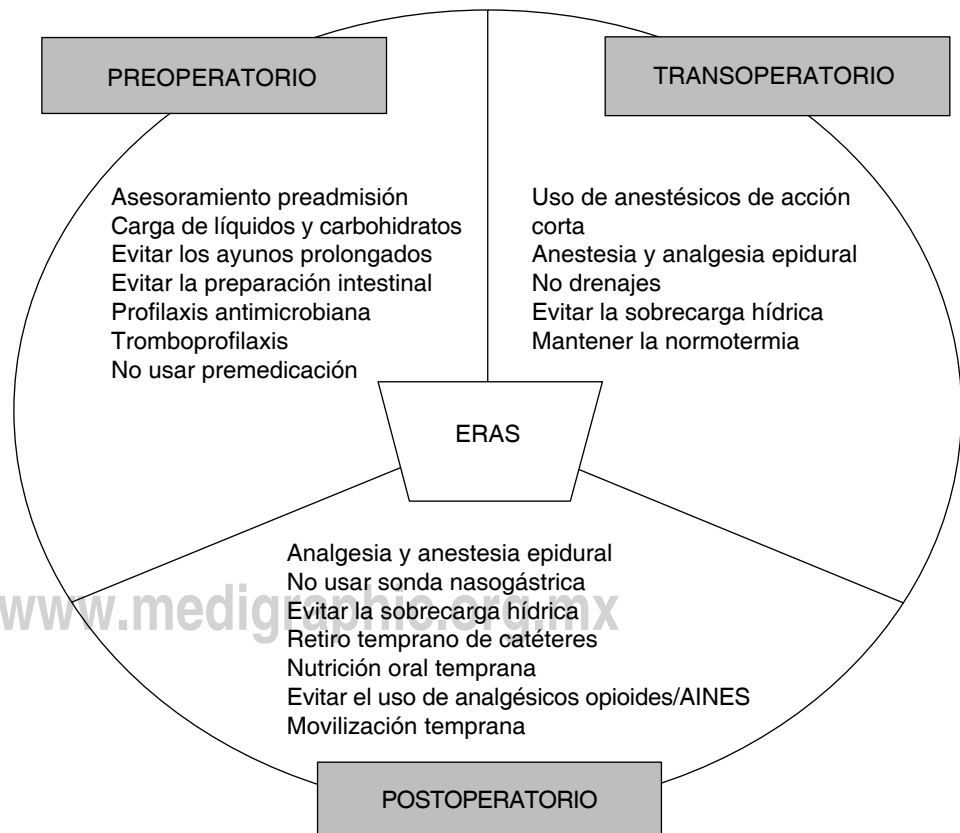 PREOPERATORIO
TRANSOPERATORIO
Asesoramiento preadmisión
Carga de líquidos y carbohidratos
Evitar los ayunos prolongados
Evitar la preparación intestinal
Profilaxis antimicrobiana
Tromboprofilaxis
No usar premedicación
Uso de anestésicos de acción
corta
Anestesia y analgesia epidural
No drenajes
Evitar la sobrecarga hídrica
Mantener la normotermia
ERAS
Analgesia y anestesia epidural
No usar sonda nasogástrica
Evitar la sobrecarga hídrica
Retiro temprano de catéteres
Nutrición oral temprana
Evitar el uso de analgésicos opioides/AINES
Movilización temprana
www.medigraphic.org.mx
POSTOPERATORIO